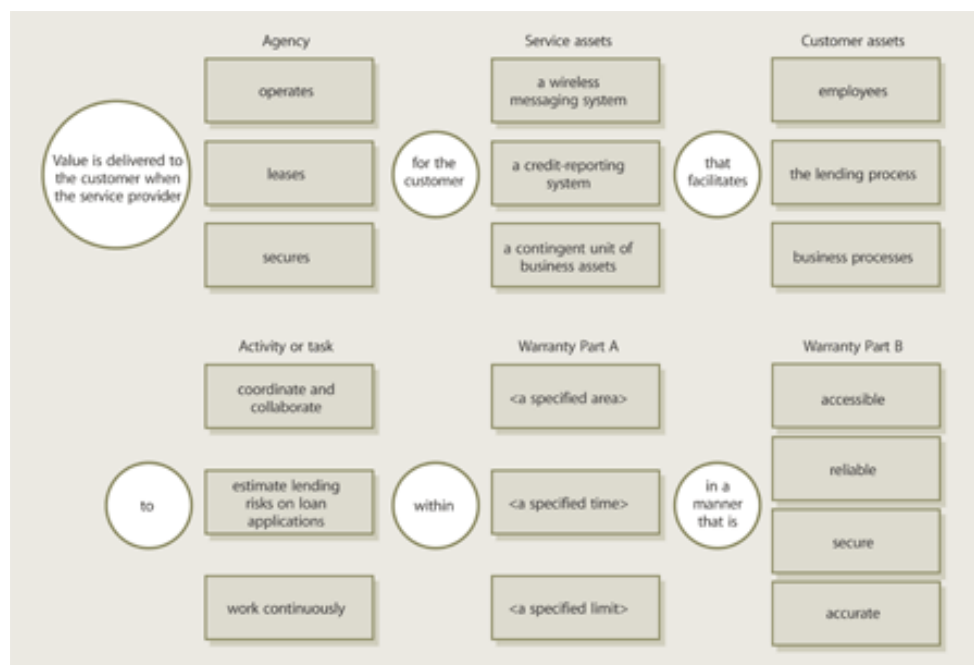 Agency
Service assets
Customer assets
operates
a wireless
messaging system
employees
Value is delivered to
the customer when
the service provider
leases
for the
customer
a credit-reporting
system
that
facilitates
the lending process
secures
a contingent unit of
business assets
business processes
Activity or task
Warranty Part A
Warranty Part B
coordinate and
collaborate
<a specified area>
accessible
reliable
to
estimate lending
risks on loan
applications
within
<a specified time>
in a
manner
that is
secure
work continuously
<a specified limit>
accurate